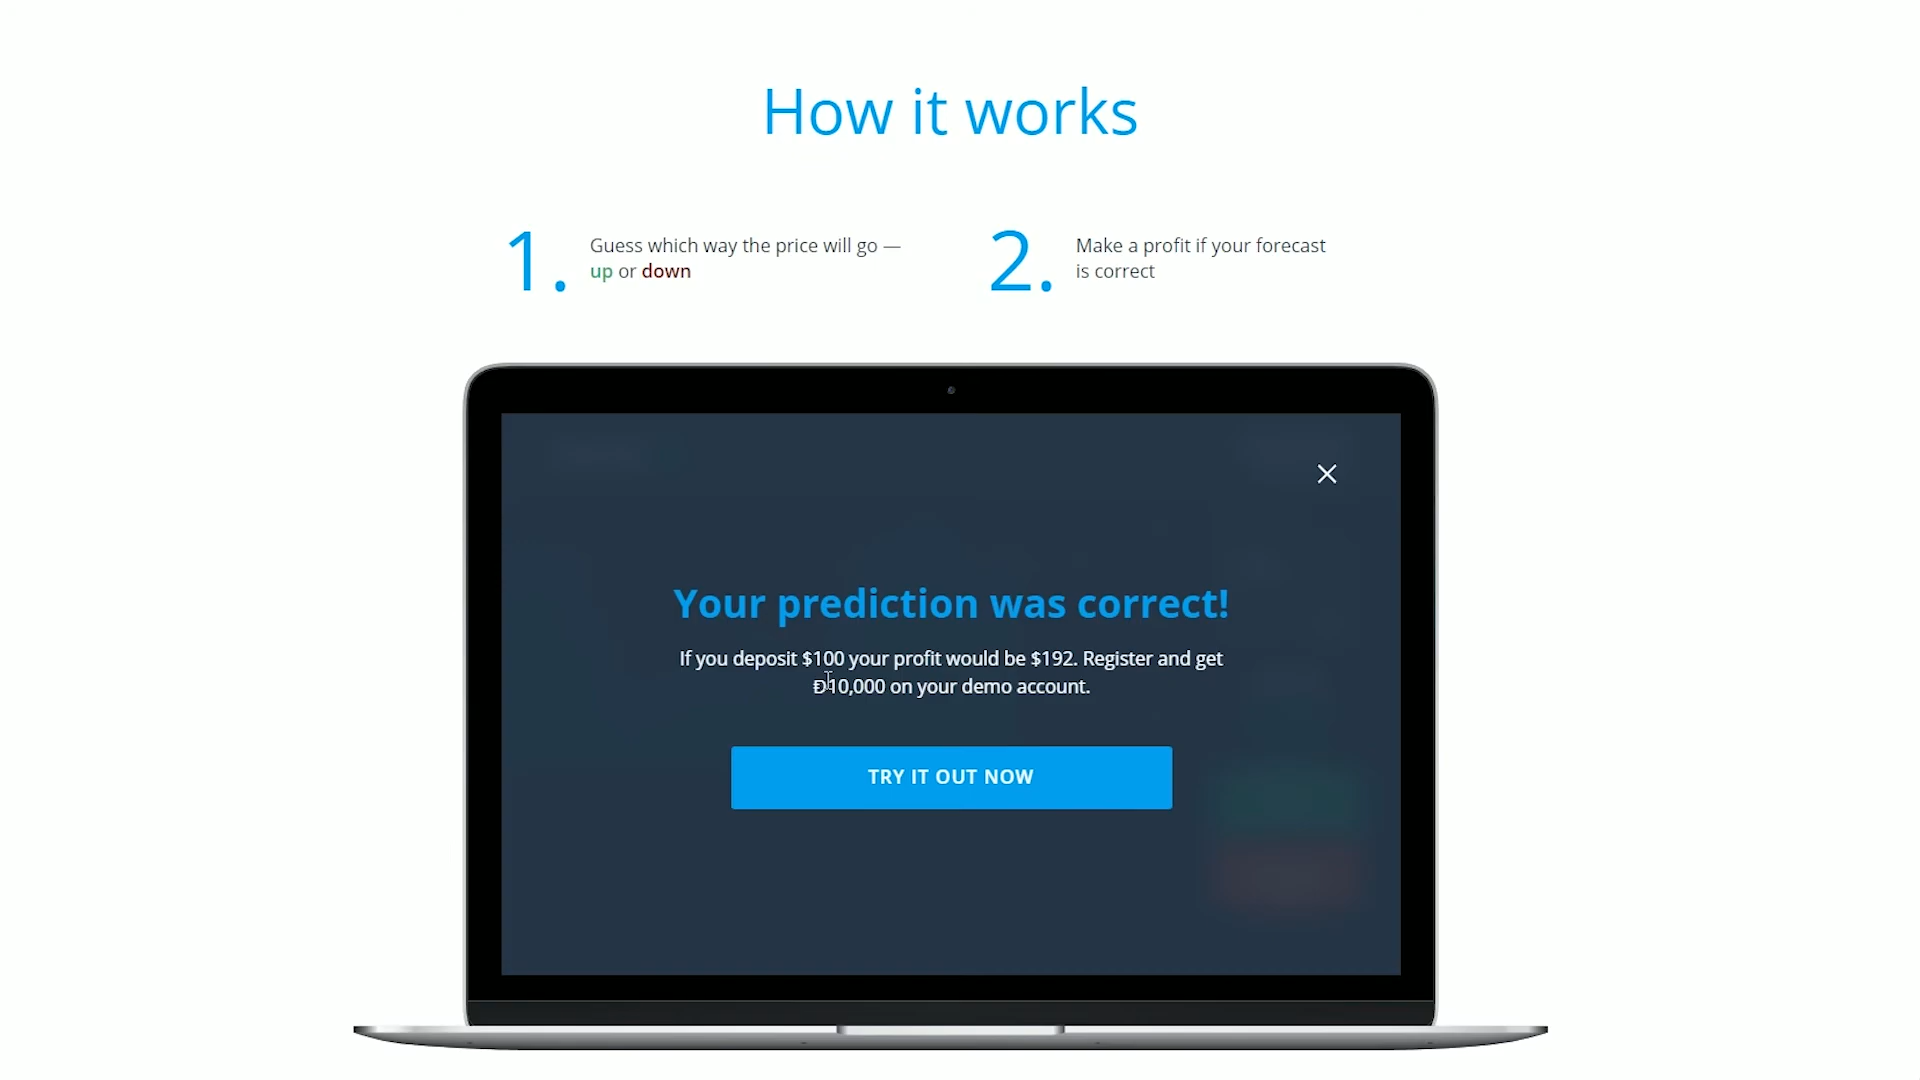 How it works
1. Guess which way the price will go —
up or down
2. Make a profit if your forecast
is correct
Your prediction was correct!
If you deposit $100 your profit would be $192. Register and get
Đ10,000 on your demo account.
TRY IT OUT NOW